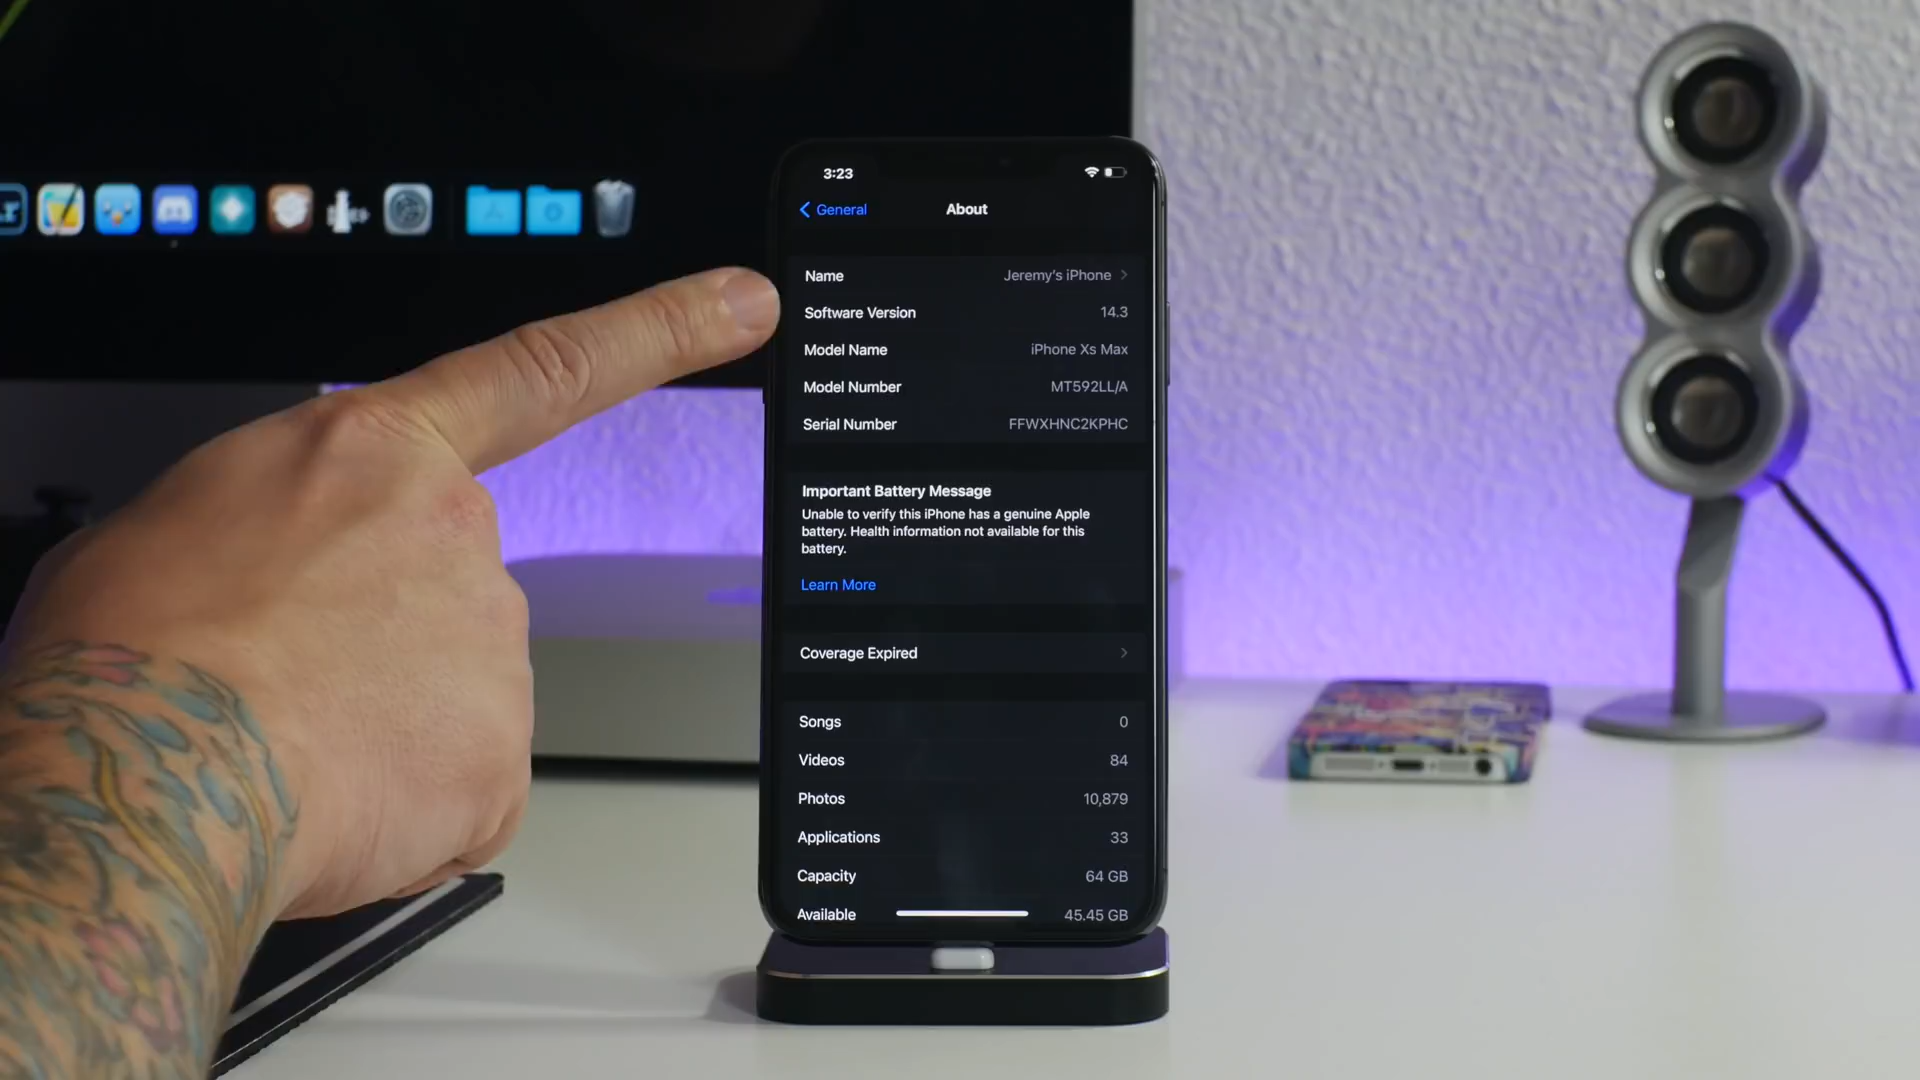 3:23
General
About
Name Jeremy's iPhone
Software Version 14.3
Model Name iPhone Xs Max
Model Number MT592LL/A
Serial Number FFWXHNC2KPHC
Important Battery Message
Unable to verify this iPhone has a genuine Apple
battery. Health information not available for this
battery.
Learn More
Coverage Expired
Songs 0
Videos 84
Photos 10,879
Applications 33
Capacity 64 GB
Available 45.45 GB